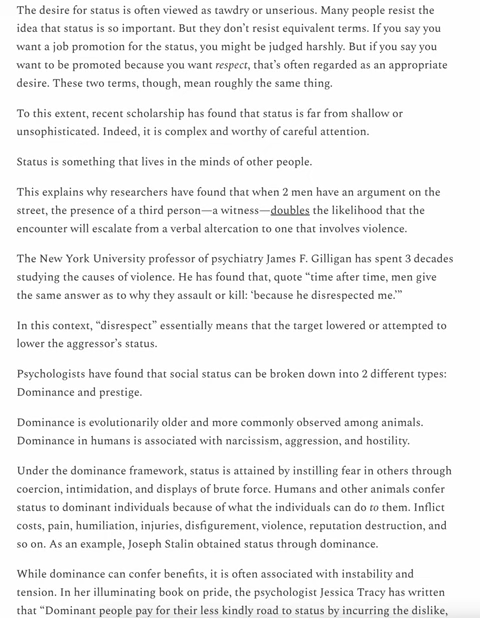 The desire for status is often viewed as tawdry or unserious. Many people resist the
idea that status is so important. But they don't resist equivalent terms. If you say you
want a job promotion for the status, you might be judged harshly. But if you say you
want to be promoted because you want respect, that's often regarded as an appropriate
desire. These two terms, though, mean roughly the same thing.
To this extent, recent scholarship has found that status is far from shallow or
unsophisticated. Indeed, it is complex and worthy of careful attention.
Status is something that lives in the minds of other people.
This explains why researchers have found that when 2 men have an argument on the
street, the presence of a third person—a witness—doubles the likelihood that the
encounter will escalate from a verbal altercation to one that involves violence.
The New York University professor of psychiatry James F. Gilligan has spent 3 decades
studying the causes of violence. He has found that, quote “time after time, men give
the same answer as to why they assault or kill: ‘because he disrespected me.’”
In this context, “disrespect” essentially means that the target lowered or attempted to
lower the aggressor’s status.
Psychologists have found that social status can be broken down into 2 different types:
Dominance and prestige.
Dominance is evolutionarily older and more commonly observed among animals.
Dominance in humans is associated with narcissism, aggression, and hostility.
Under the dominance framework, status is attained by instilling fear in others through
coercion, intimidation, and displays of brute force. Humans and other animals confer
status to dominant individuals because of what the individuals can do to them. Inflict
costs, pain, humiliation, injuries, disfigurement, violence, reputation destruction, and
so on. As an example, Joseph Stalin obtained status through dominance.
While dominance can confer benefits, it is often associated with instability and
tension. In her illuminating book on pride, the psychologist Jessica Tracy has written
that “Dominant people pay for their less kindly road to status by incurring the dislike,